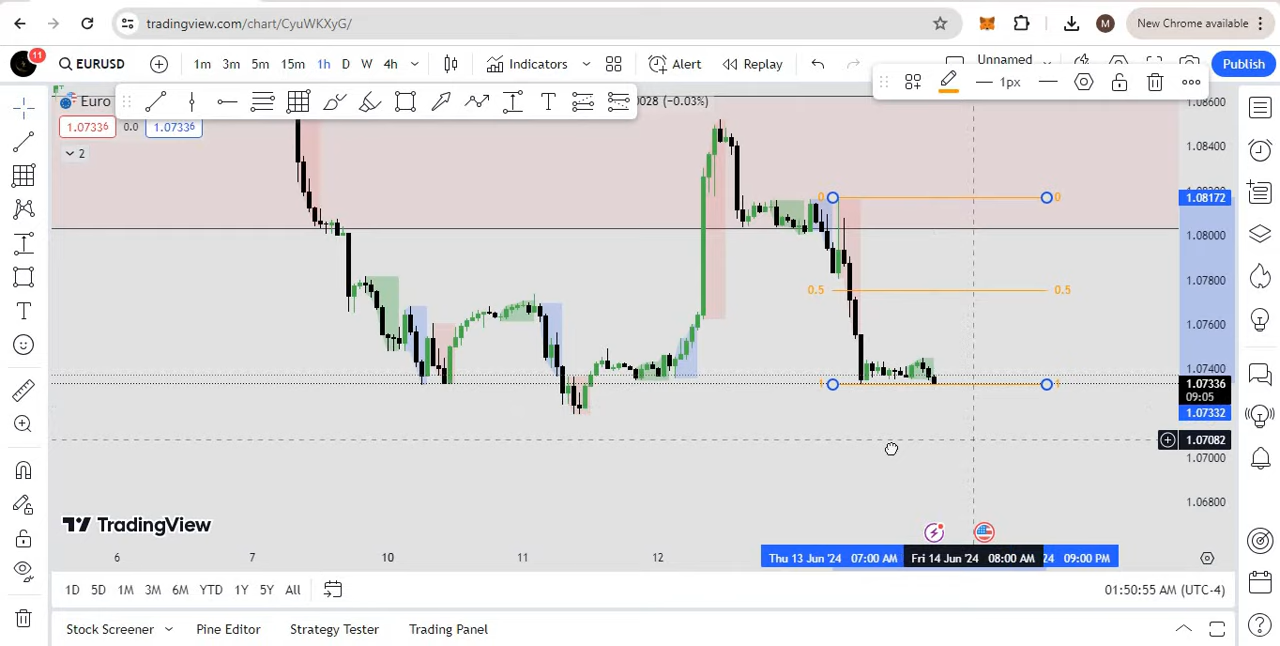 tradingview.com/chart/CyuWKXyG/
M
New Chrome available
11
EURUSD
1m 3m 5m 15m 1h D W 4h
Indicators
Alert
Replay
Unnamed
Publish
1px
Euro
0028 (−0.03%)
1.07336
0.0
1.07336
2
1.08600
1.08400
1.08172
1.08000
1.07800
1.07600
1.07400
1.07336
09:05
1.07332
1.07082
1.07000
1.06800
0 0
0.5 0.5
1 1
TradingView
6 7 10 11 12
Thu 13 Jun '24 07:00 AM
Fri 14 Jun '24 08:00 AM
24 09:00 PM
1D 5D 1M 3M 6M YTD 1Y 5Y All
01:50:55 AM (UTC-4)
Stock Screener Pine Editor Strategy Tester Trading Panel